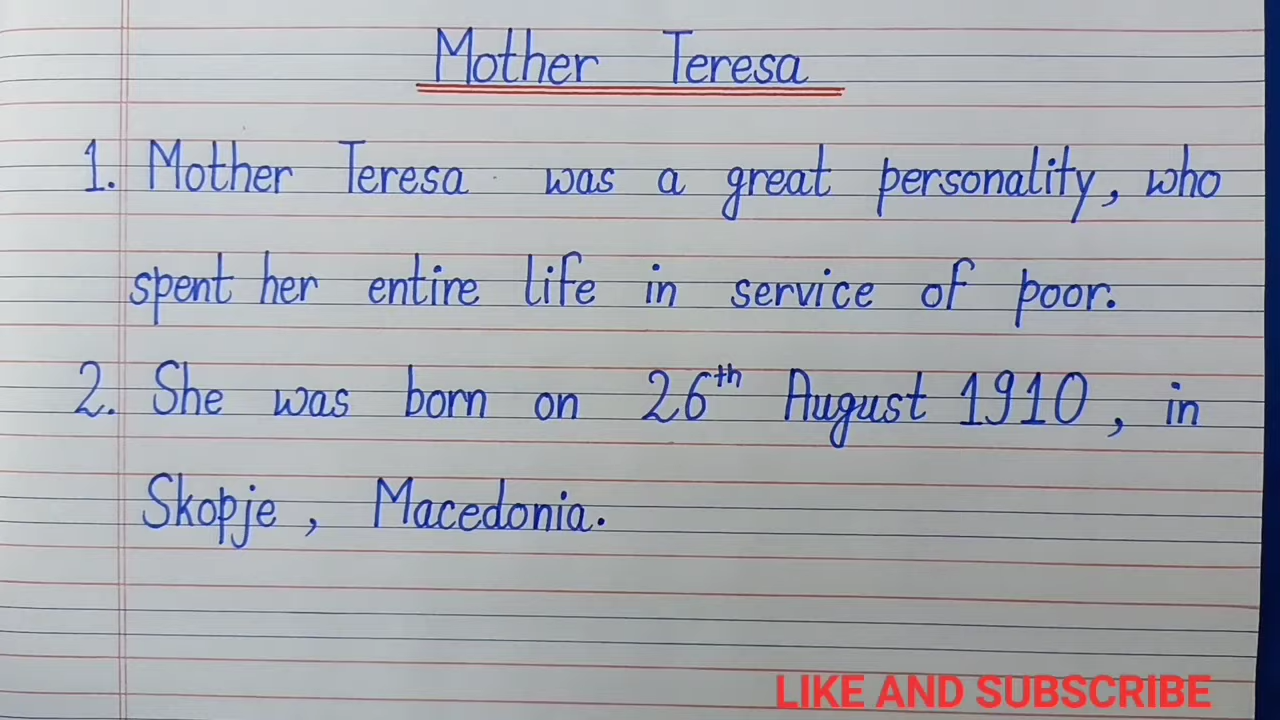 Mother Teresa
1. Mother Teresa was a great personality, who
spent her entire life in service of poor.
2. She was born on 26th August 1910, in
Skopje, Macedonia.
LIKE AND SUBSCRIBE